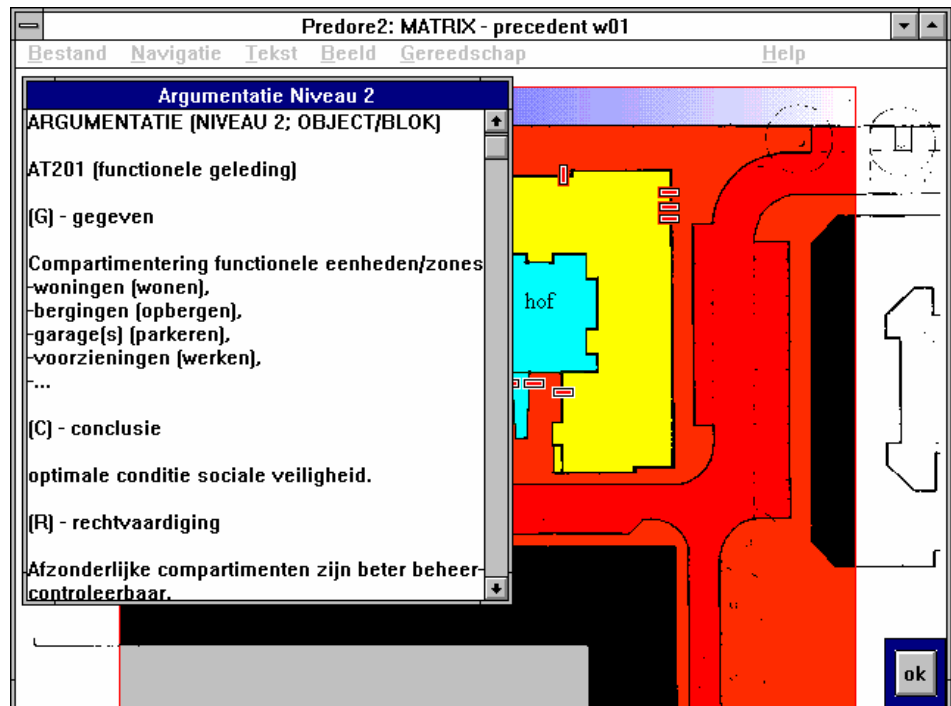 Predore2: MATRIX - precedent w01
Bestand Navigatie Tekst Beeld Gereedschap Help
Argumentatie Niveau 2
ARGUMENTATIE (NIVEAU 2; OBJECT/BLOK)
AT201 (functionele geleding)
(G) - gegeven
Compartimentering functionele eenheden/zones
-woningen (wonen),
-bergingen (opbergen),
-garage(s) (parkeren),
-voorzieningen (werken),
-...
(C) - conclusie
optimale conditie sociale veiligheid.
(R) - rechtvaardiging
Afzonderlijke compartimenten zijn beter beheer-
controleerbaar.
hof
ok